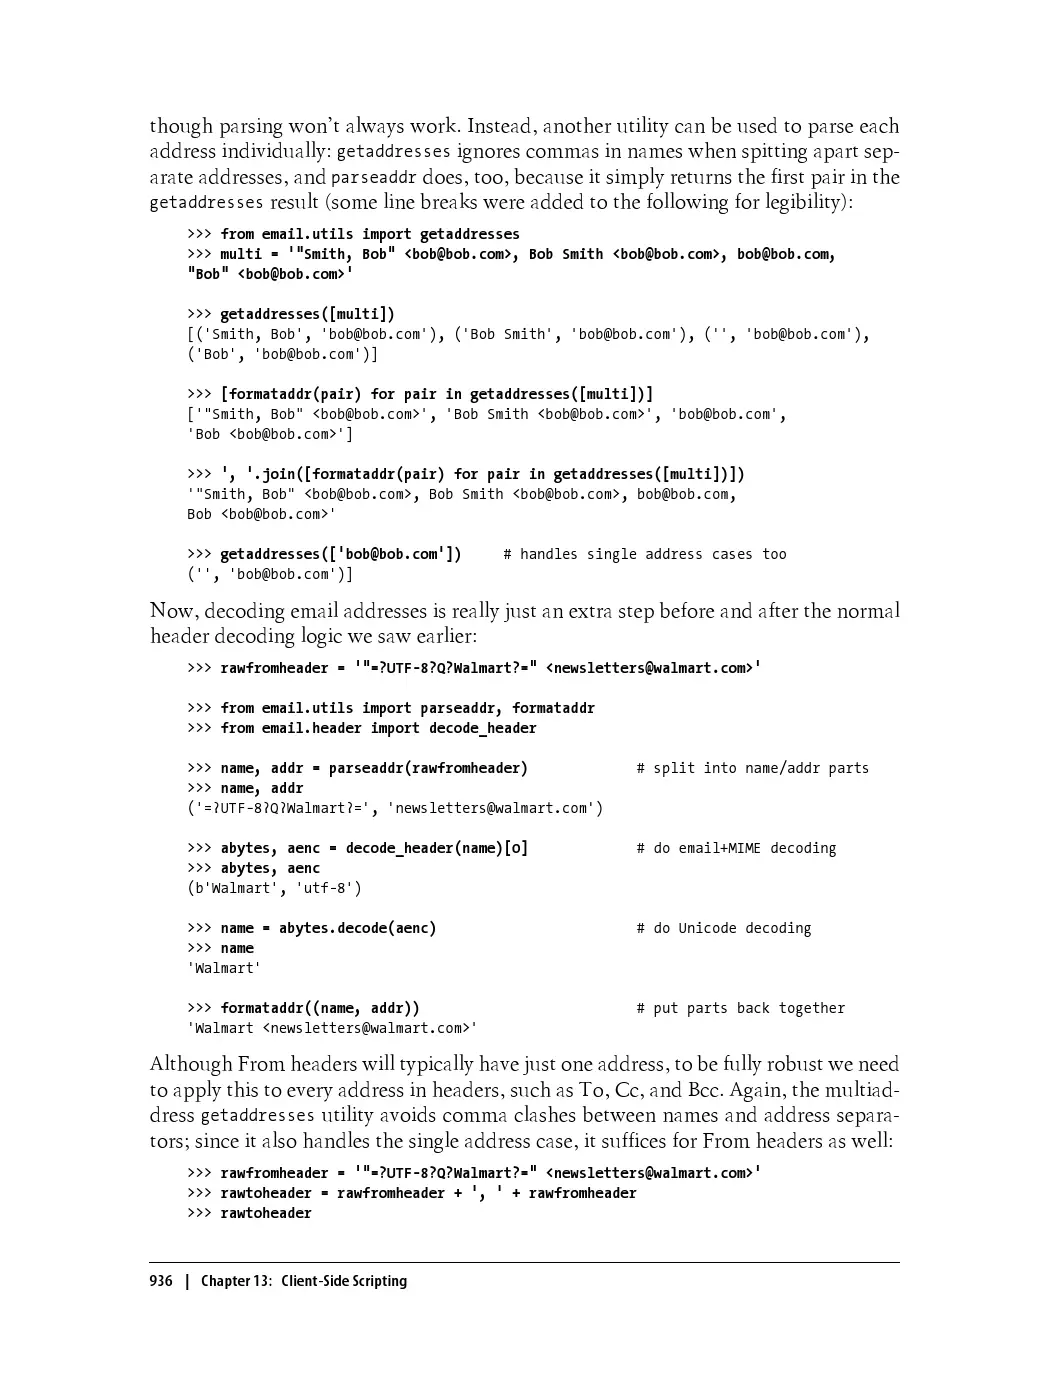 though parsing won't always work. Instead, another utility can be used to parse each
address individually: getaddresses ignores commas in names when spitting apart sep-
arate addresses, and parseaddr does, too, because it simply returns the first pair in the
getaddresses result (some line breaks were added to the following for legibility):
>>> from email.utils import getaddresses
>>> multi = '"Smith, Bob" <bob@bob.com>, Bob Smith <bob@bob.com>, bob@bob.com,
"Bob" <bob@bob.com>'
>>> getaddresses([multi])
[('Smith, Bob', 'bob@bob.com'), ('Bob Smith', 'bob@bob.com'), ('', 'bob@bob.com'),
('Bob', 'bob@bob.com')]
>>> [formataddr(pair) for pair in getaddresses([multi])]
['"Smith, Bob" <bob@bob.com>', 'Bob Smith <bob@bob.com>', 'bob@bob.com',
'Bob <bob@bob.com>']
>>> ', '.join([formataddr(pair) for pair in getaddresses([multi])])
'"Smith, Bob" <bob@bob.com>, Bob Smith <bob@bob.com>, bob@bob.com,
Bob <bob@bob.com>'
>>> getaddresses(['bob@bob.com']) # handles single address cases too
('', 'bob@bob.com')]
Now, decoding email addresses is really just an extra step before and after the normal
header decoding logic we saw earlier:
>>> rawfromheader = '"=?UTF-8?Q?Walmart?=" <newsletters@walmart.com>'
>>> from email.utils import parseaddr, formataddr
>>> from email.header import decode_header
>>> name, addr = parseaddr(rawfromheader) # split into name/addr parts
>>> name, addr
('=?UTF-8?Q?Walmart?=', 'newsletters@walmart.com')
>>> abytes, aenc = decode_header(name)[0] # do email+MIME decoding
>>> abytes, aenc
(b'Walmart', 'utf-8')
>>> name = abytes.decode(aenc) # do Unicode decoding
>>> name
'Walmart'
>>> formataddr((name, addr)) # put parts back together
'Walmart <newsletters@walmart.com>'
Although From headers will typically have just one address, to be fully robust we need
to apply this to every address in headers, such as To, Cc, and Bcc. Again, the multiad-
dress getaddresses utility avoids comma clashes between names and address separa-
tors; since it also handles the single address case, it suffices for From headers as well:
>>> rawfromheader = '"=?UTF-8?Q?Walmart?=" <newsletters@walmart.com>'
>>> rawtoheader = rawfromheader + ', ' + rawfromheader
>>> rawtoheader
936 | Chapter 13: Client-Side Scripting